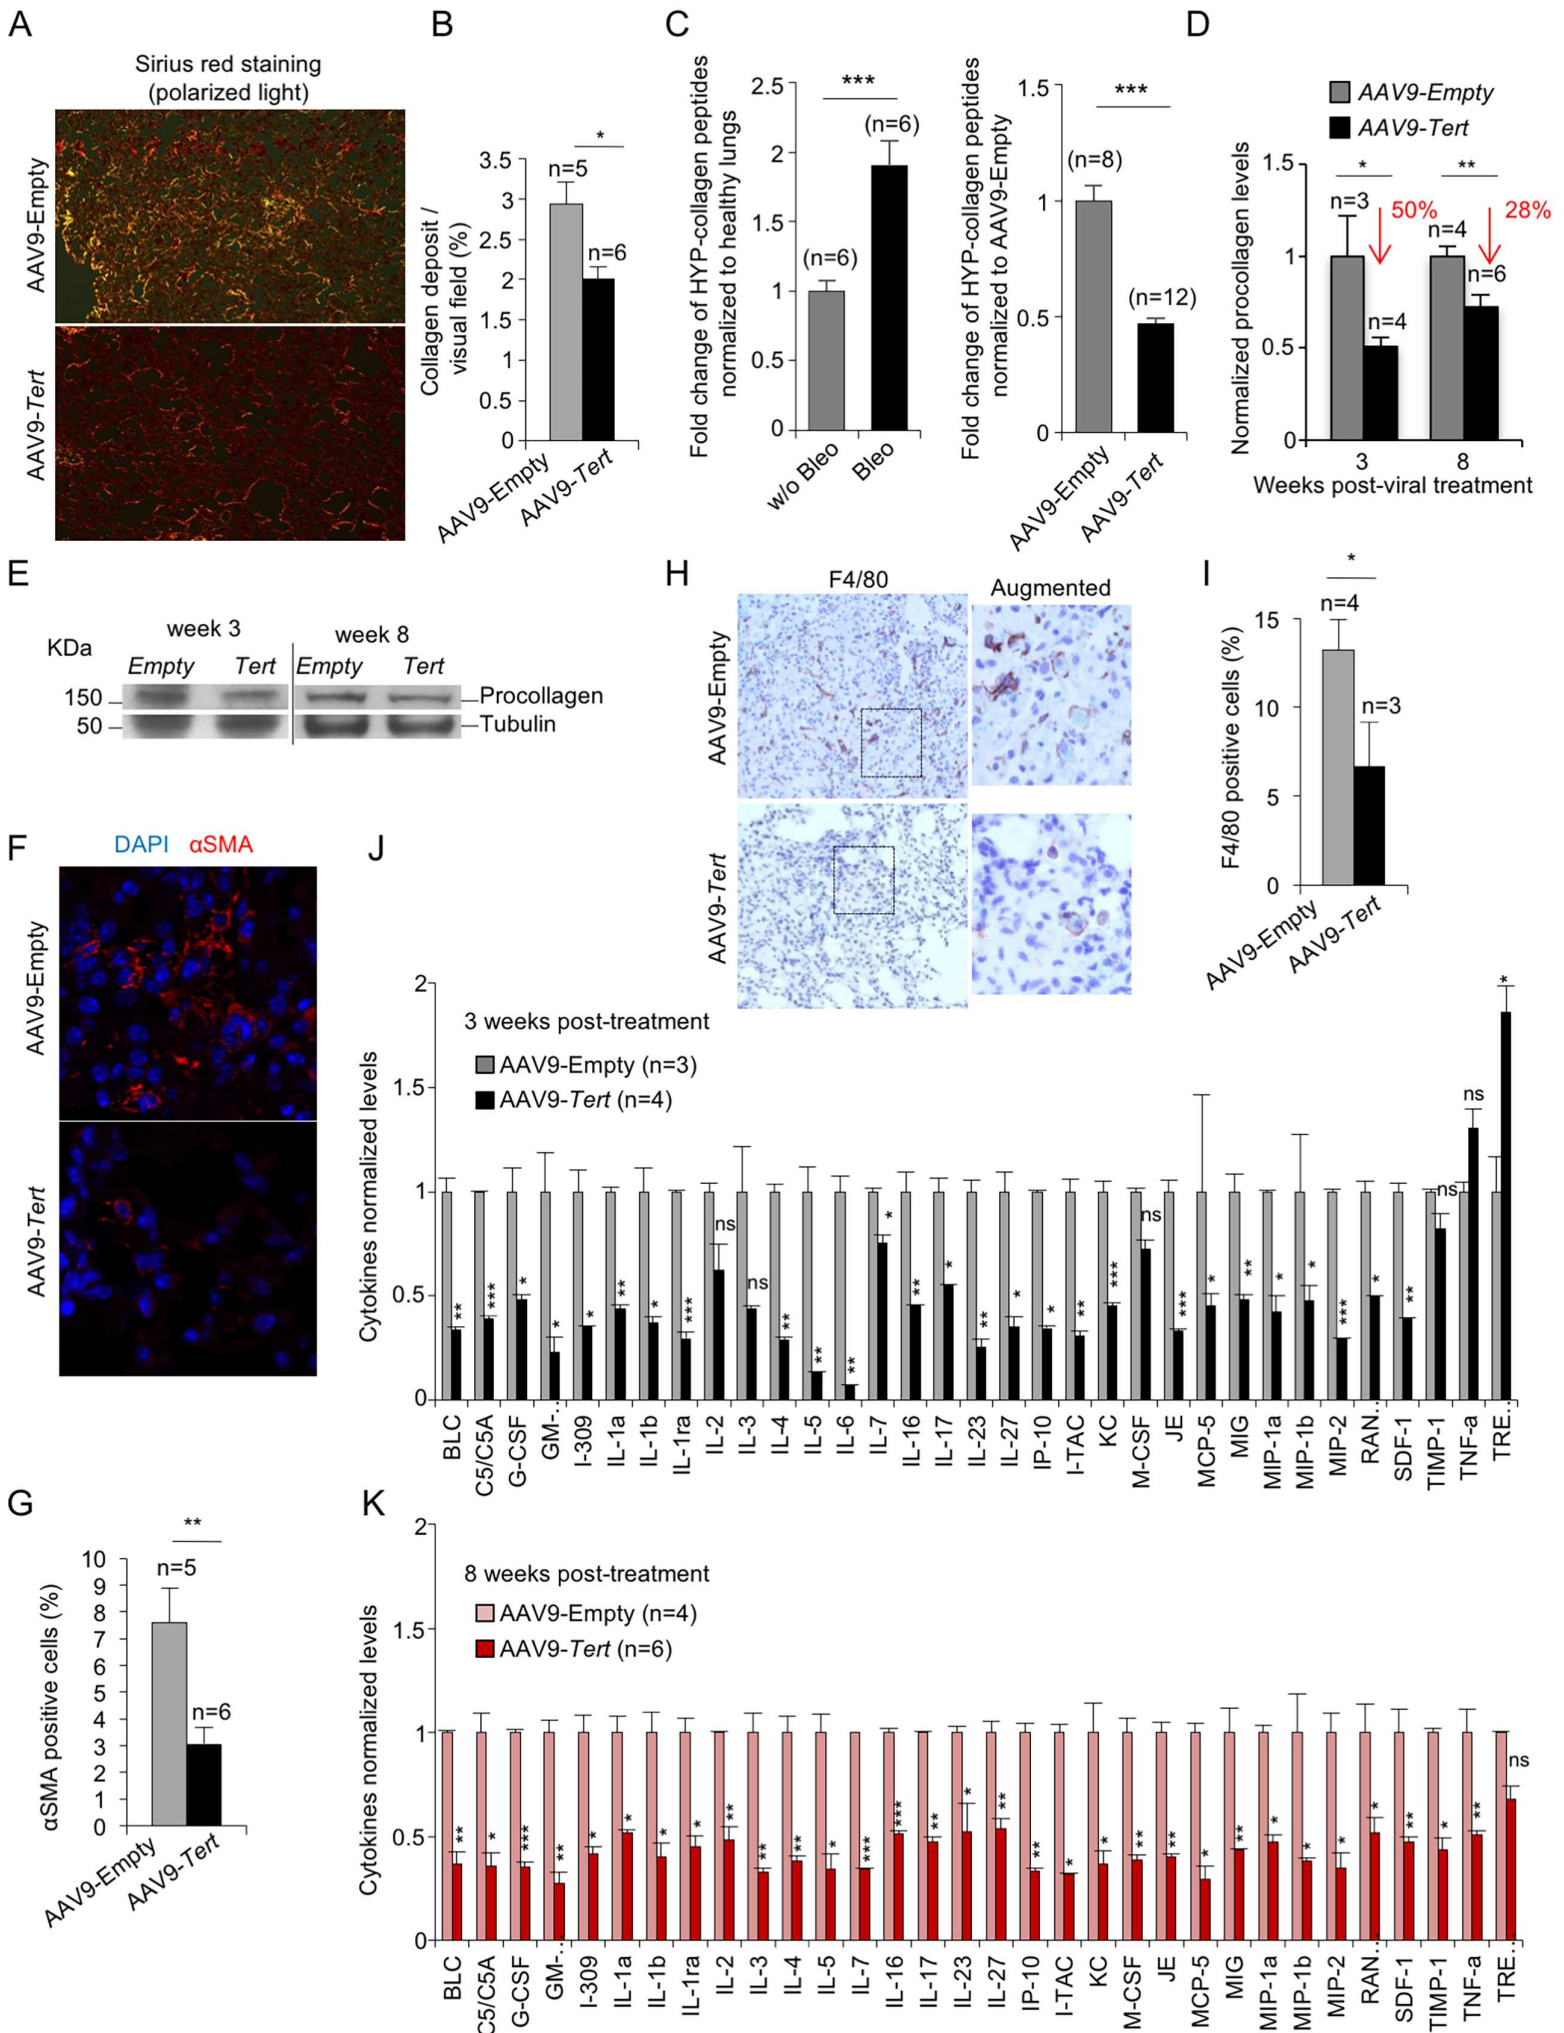 A
Sirius red staining
(polarized light)
AAV9-Empty
AAV9-Tert
B
Collagen deposit /
visual field (%)
3.5
3
2.5
2
1.5
1
0.5
0
*
n=5
n=6
AAV9-Empty
AAV9-Tert
C
Fold change of HYP-collagen peptides
normalized to healthy lungs
2.5
2
1.5
1
0.5
0
***
(n=6)
(n=6)
w/o Bleo
Bleo
Fold change of HYP-collagen peptides
normalized to AAV9-Empty
1.5
1
0.5
0
***
(n=8)
(n=12)
AAV9-Empty
AAV9-Tert
D
AAV9-Empty
AAV9-Tert
Normalized procollagen levels
1.5
1
0.5
0
*
**
n=3
50%
n=4
28%
n=4
n=6
3
8
Weeks post-viral treatment
E
week 3
week 8
KDa
Empty
Tert
Empty
Tert
150
Procollagen
50
Tubulin
F
DAPI αSMA
AAV9-Empty
AAV9-Tert
G
αSMA positive cells (%)
10
9
8
7
6
5
4
3
2
1
0
**
n=5
n=6
AAV9-Empty
AAV9-Tert
H
F4/80
Augmented
AAV9-Empty
AAV9-Tert
I
F4/80 positive cells (%)
15
10
5
0
*
n=4
n=3
AAV9-Empty
AAV9-Tert
J
Cytokines normalized levels
2
1.5
1
0.5
0
3 weeks post-treatment
AAV9-Empty (n=3)
AAV9-Tert (n=4)
** *** * * * ** * *** ns ns ** ** ** * ** * ** * * ** *** ns *** * ** * * *** * ** ns ns *
BLC
C5/C5A
G-CSF
GM-...
I-309
IL-1a
IL-1b
IL-1ra
IL-2
IL-3
IL-4
IL-5
IL-6
IL-7
IL-16
IL-17
IL-23
IL-27
IP-10
I-TAC
KC
M-CSF
JE
MCP-5
MIG
MIP-1a
MIP-1b
MIP-2
RAN...
SDF-1
TIMP-1
TNF-a
TRE...
K
Cytokines normalized levels
2
1.5
1
0.5
0
8 weeks post-treatment
AAV9-Empty (n=4)
AAV9-Tert (n=6)
** * *** ** * * * * ** ** ** * *** *** ** * ** ** * * ** ** * ** * * * * ** * ** ns
BLC
C5/C5A
G-CSF
GM-...
I-309
IL-1a
IL-1b
IL-1ra
IL-2
IL-3
IL-4
IL-5
IL-7
IL-16
IL-17
IL-23
IL-27
IP-10
I-TAC
KC
M-CSF
JE
MCP-5
MIG
MIP-1a
MIP-1b
MIP-2
RAN...
SDF-1
TIMP-1
TNF-a
TRE...